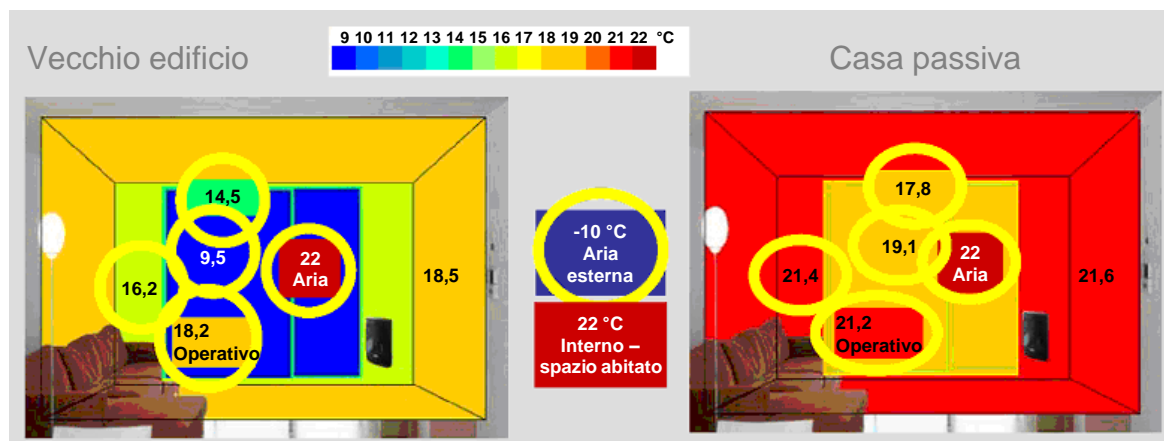 9 10 11 12 13 14 15 16 17 18 19 20 21 22 °C
Vecchio edificio
Casa passiva
14,5
9,5
22
Aria
16,2
18,5
18,2
Operativo
-10 °C
Aria
esterna
22 °C
Interno –
spazio abitato
17,8
19,1
22
Aria
21,4
21,6
21,2
Operativo